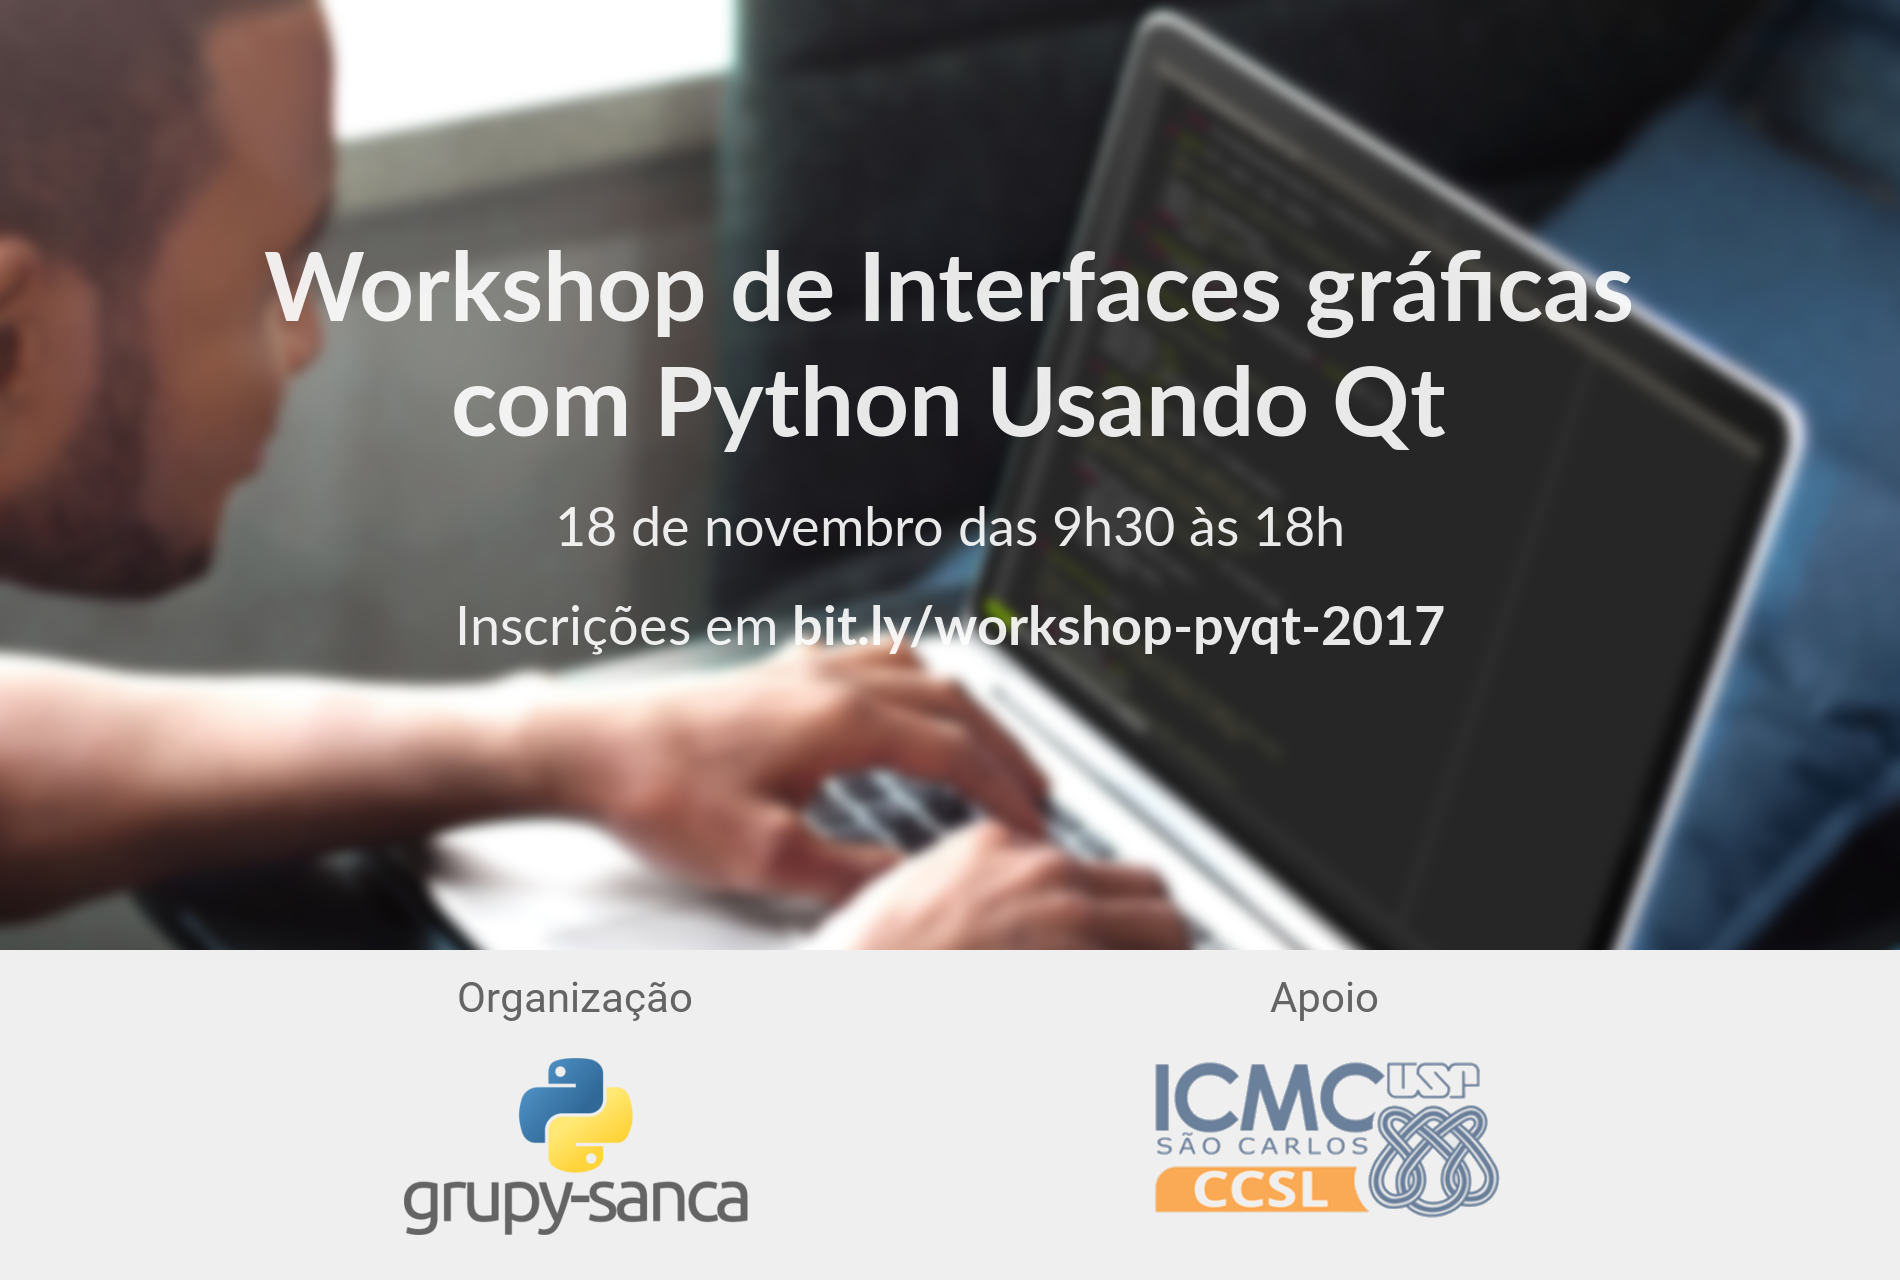 Workshop de Interfaces gráficas
com Python Usando Qt
18 de novembro das 9h30 às 18h
Inscrições em bit.ly/workshop-pyqt-2017
Organização
grupy-sanca
Apoio
ICMC USP
SÃO CARLOS
CCSL